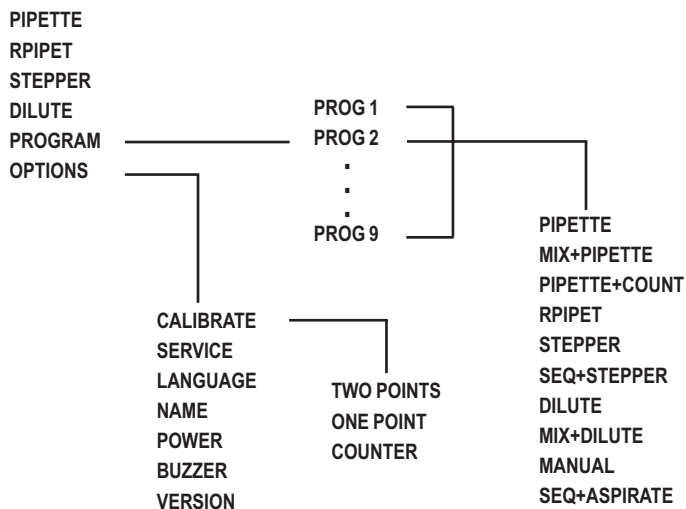 PIPETTE
RPIPET
STEPPER
DILUTE
PROGRAM
OPTIONS
PROG 1
PROG 2
.
.
.
PROG 9
CALIBRATE
SERVICE
LANGUAGE
NAME
POWER
BUZZER
VERSION
TWO POINTS
ONE POINT
COUNTER
PIPETTE
MIX+PIPETTE
PIPETTE+COUNT
RPIPET
STEPPER
SEQ+STEPPER
DILUTE
MIX+DILUTE
MANUAL
SEQ+ASPIRATE